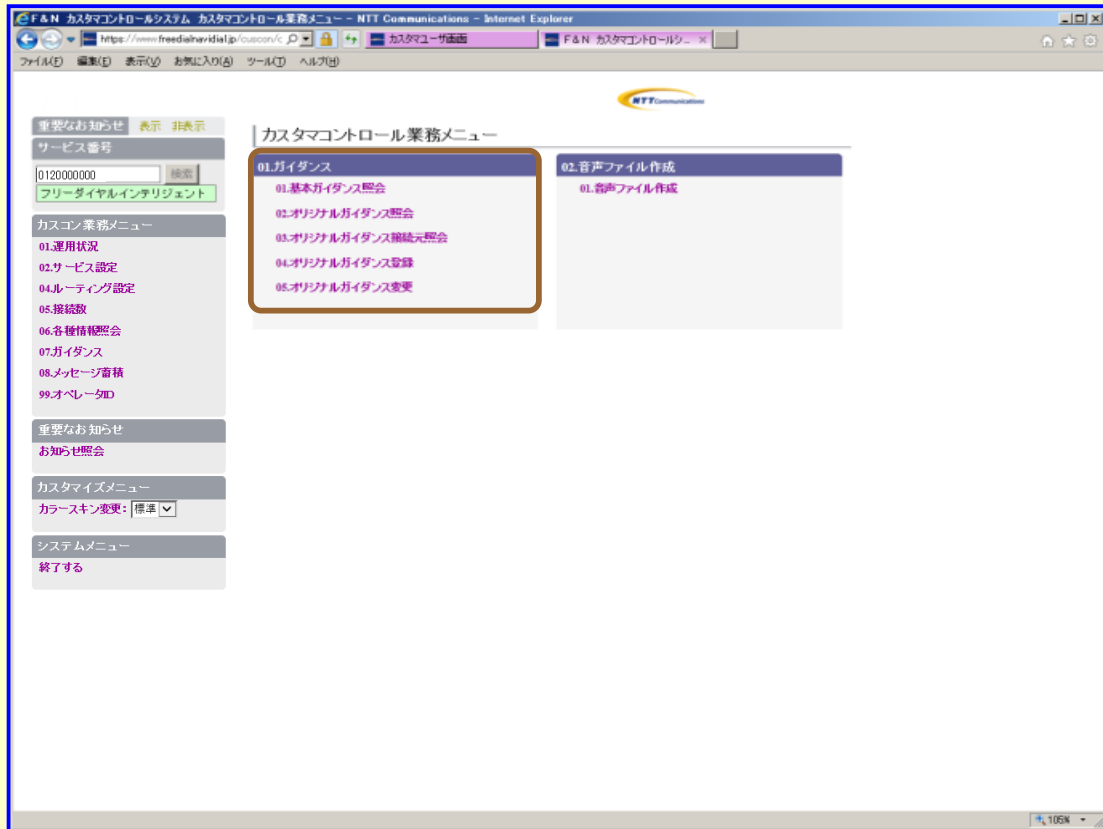 F&N カスタマコントロールシステム カスタマコントロール業務メニュー - NTT Communications - Internet Explorer
https://www.freedialnavidial.jp/cuscon/c
カスタマユーザ画面
F&N カスタマコントロールシ...
ファイル(F) 編集(E) 表示(V) お気に入り(A) ツール(T) ヘルプ(H)
NTT Communications
重要なお知らせ 表示 非表示
サービス番号
0120000000 検索
フリーダイヤルインテリジェント
カスコン業務メニュー
01.運用状況
02.サービス設定
04.ルーティング設定
05.接続数
06.各種情報照会
07.ガイダンス
08.メッセージ蓄積
99.オペレータID
重要なお知らせ
お知らせ照会
カスタマイズメニュー
カラースキン変更: 標準
システムメニュー
終了する
カスタマコントロール業務メニュー
01.ガイダンス
01.基本ガイダンス照会
02.オリジナルガイダンス照会
03.オリジナルガイダンス接続元照会
04.オリジナルガイダンス登録
05.オリジナルガイダンス変更
02.音声ファイル作成
01.音声ファイル作成
105%